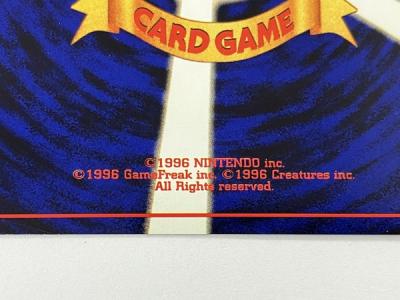 CARD GAME
©1996 NINTENDO inc.
©1996 GameFreak inc. ©1996 Creatures inc.
All Rights reserved.